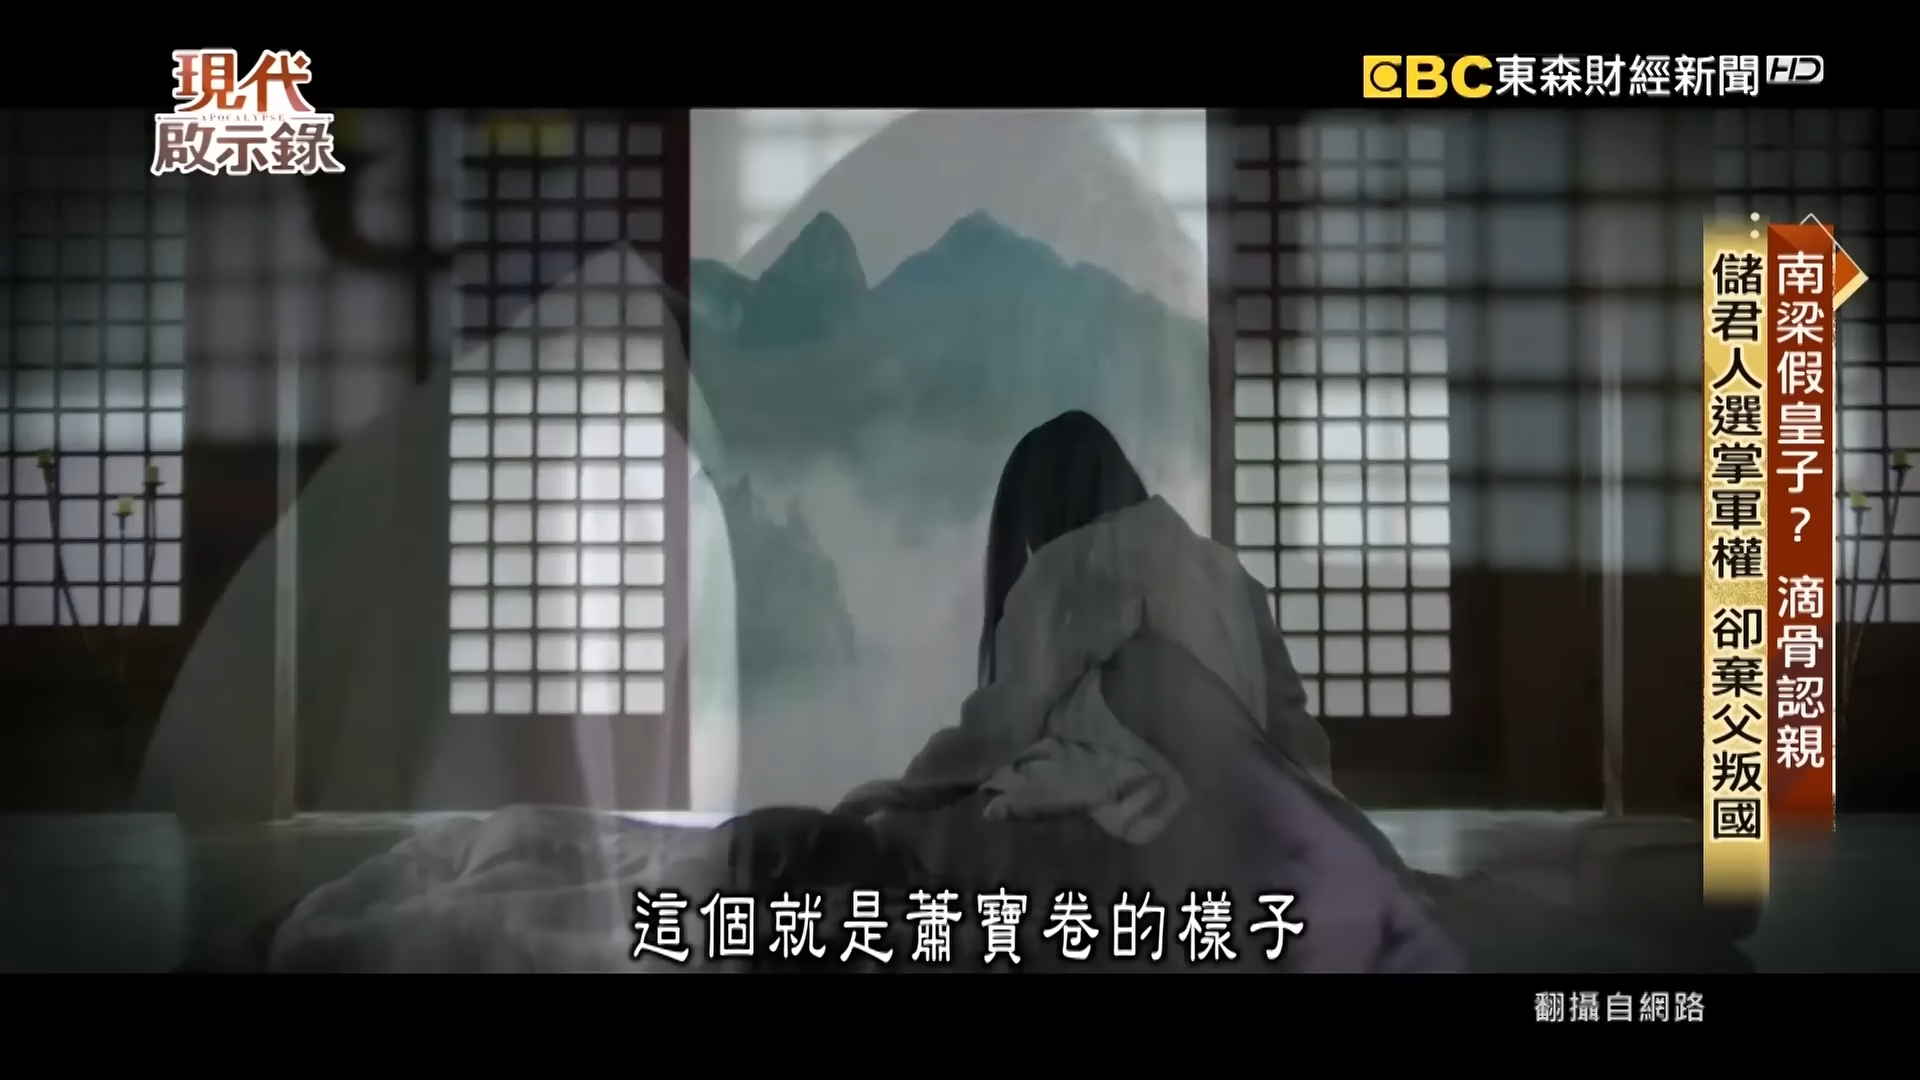 現代
APOCALYPSE
啟示錄
EBC東森財經新聞HD
南梁假皇子? 滴骨認親
儲君人選掌軍權 卻棄父叛國
這個就是蕭寶卷的樣子
翻攝自網路